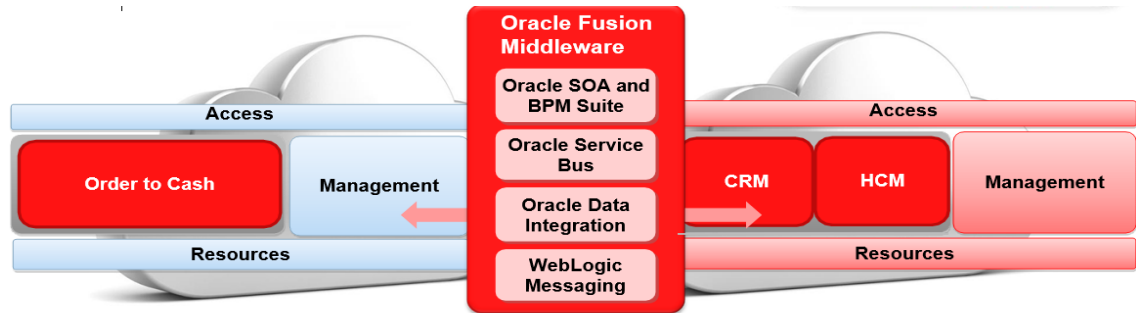 Oracle Fusion
Middleware
Oracle SOA and
BPM Suite
Oracle Service
Bus
Oracle Data
Integration
WebLogic
Messaging
Access
Order to Cash
Management
Resources
Access
CRM
HCM
Management
Resources